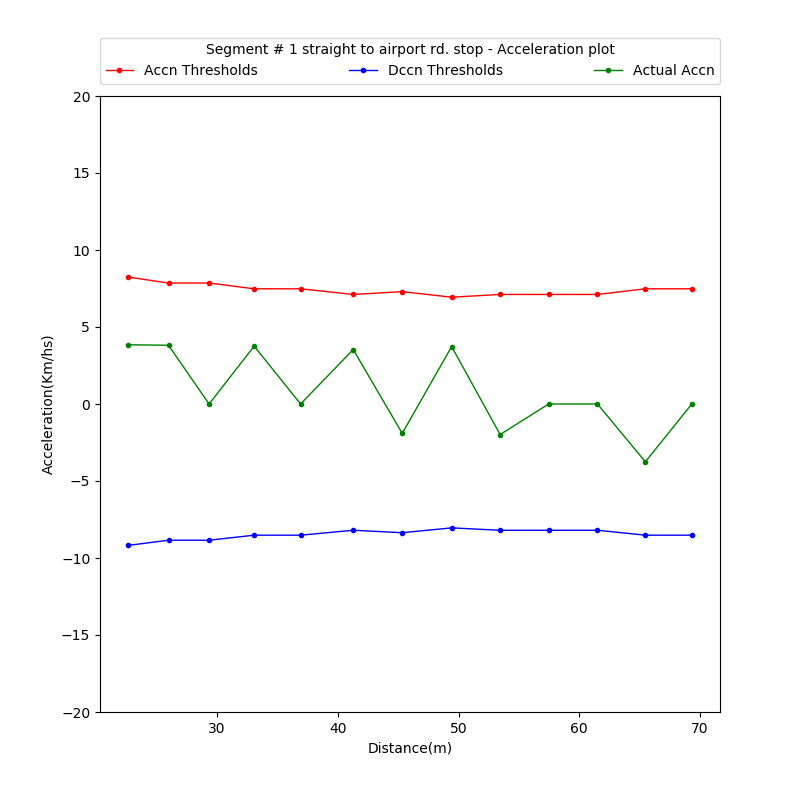 Segment # 1 straight to airport rd. stop - Acceleration plot
Accn Thresholds Dccn Thresholds Actual Accn
20
15
10
5
0
−5
−10
−15
−20
Acceleration(Km/hs)
30 40 50 60 70
Distance(m)